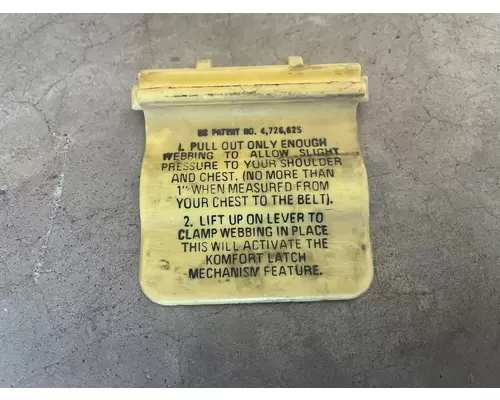 US PATENT NO. 4,726,625
1. PULL OUT ONLY ENOUGH
WEBBING TO ALLOW SLIGHT
PRESSURE TO YOUR SHOULDER
AND CHEST. (NO MORE THAN
1" WHEN MEASURED FROM
YOUR CHEST TO THE BELT).
2. LIFT UP ON LEVER TO
CLAMP WEBBING IN PLACE
THIS WILL ACTIVATE THE
KOMFORT LATCH
MECHANISM FEATURE.